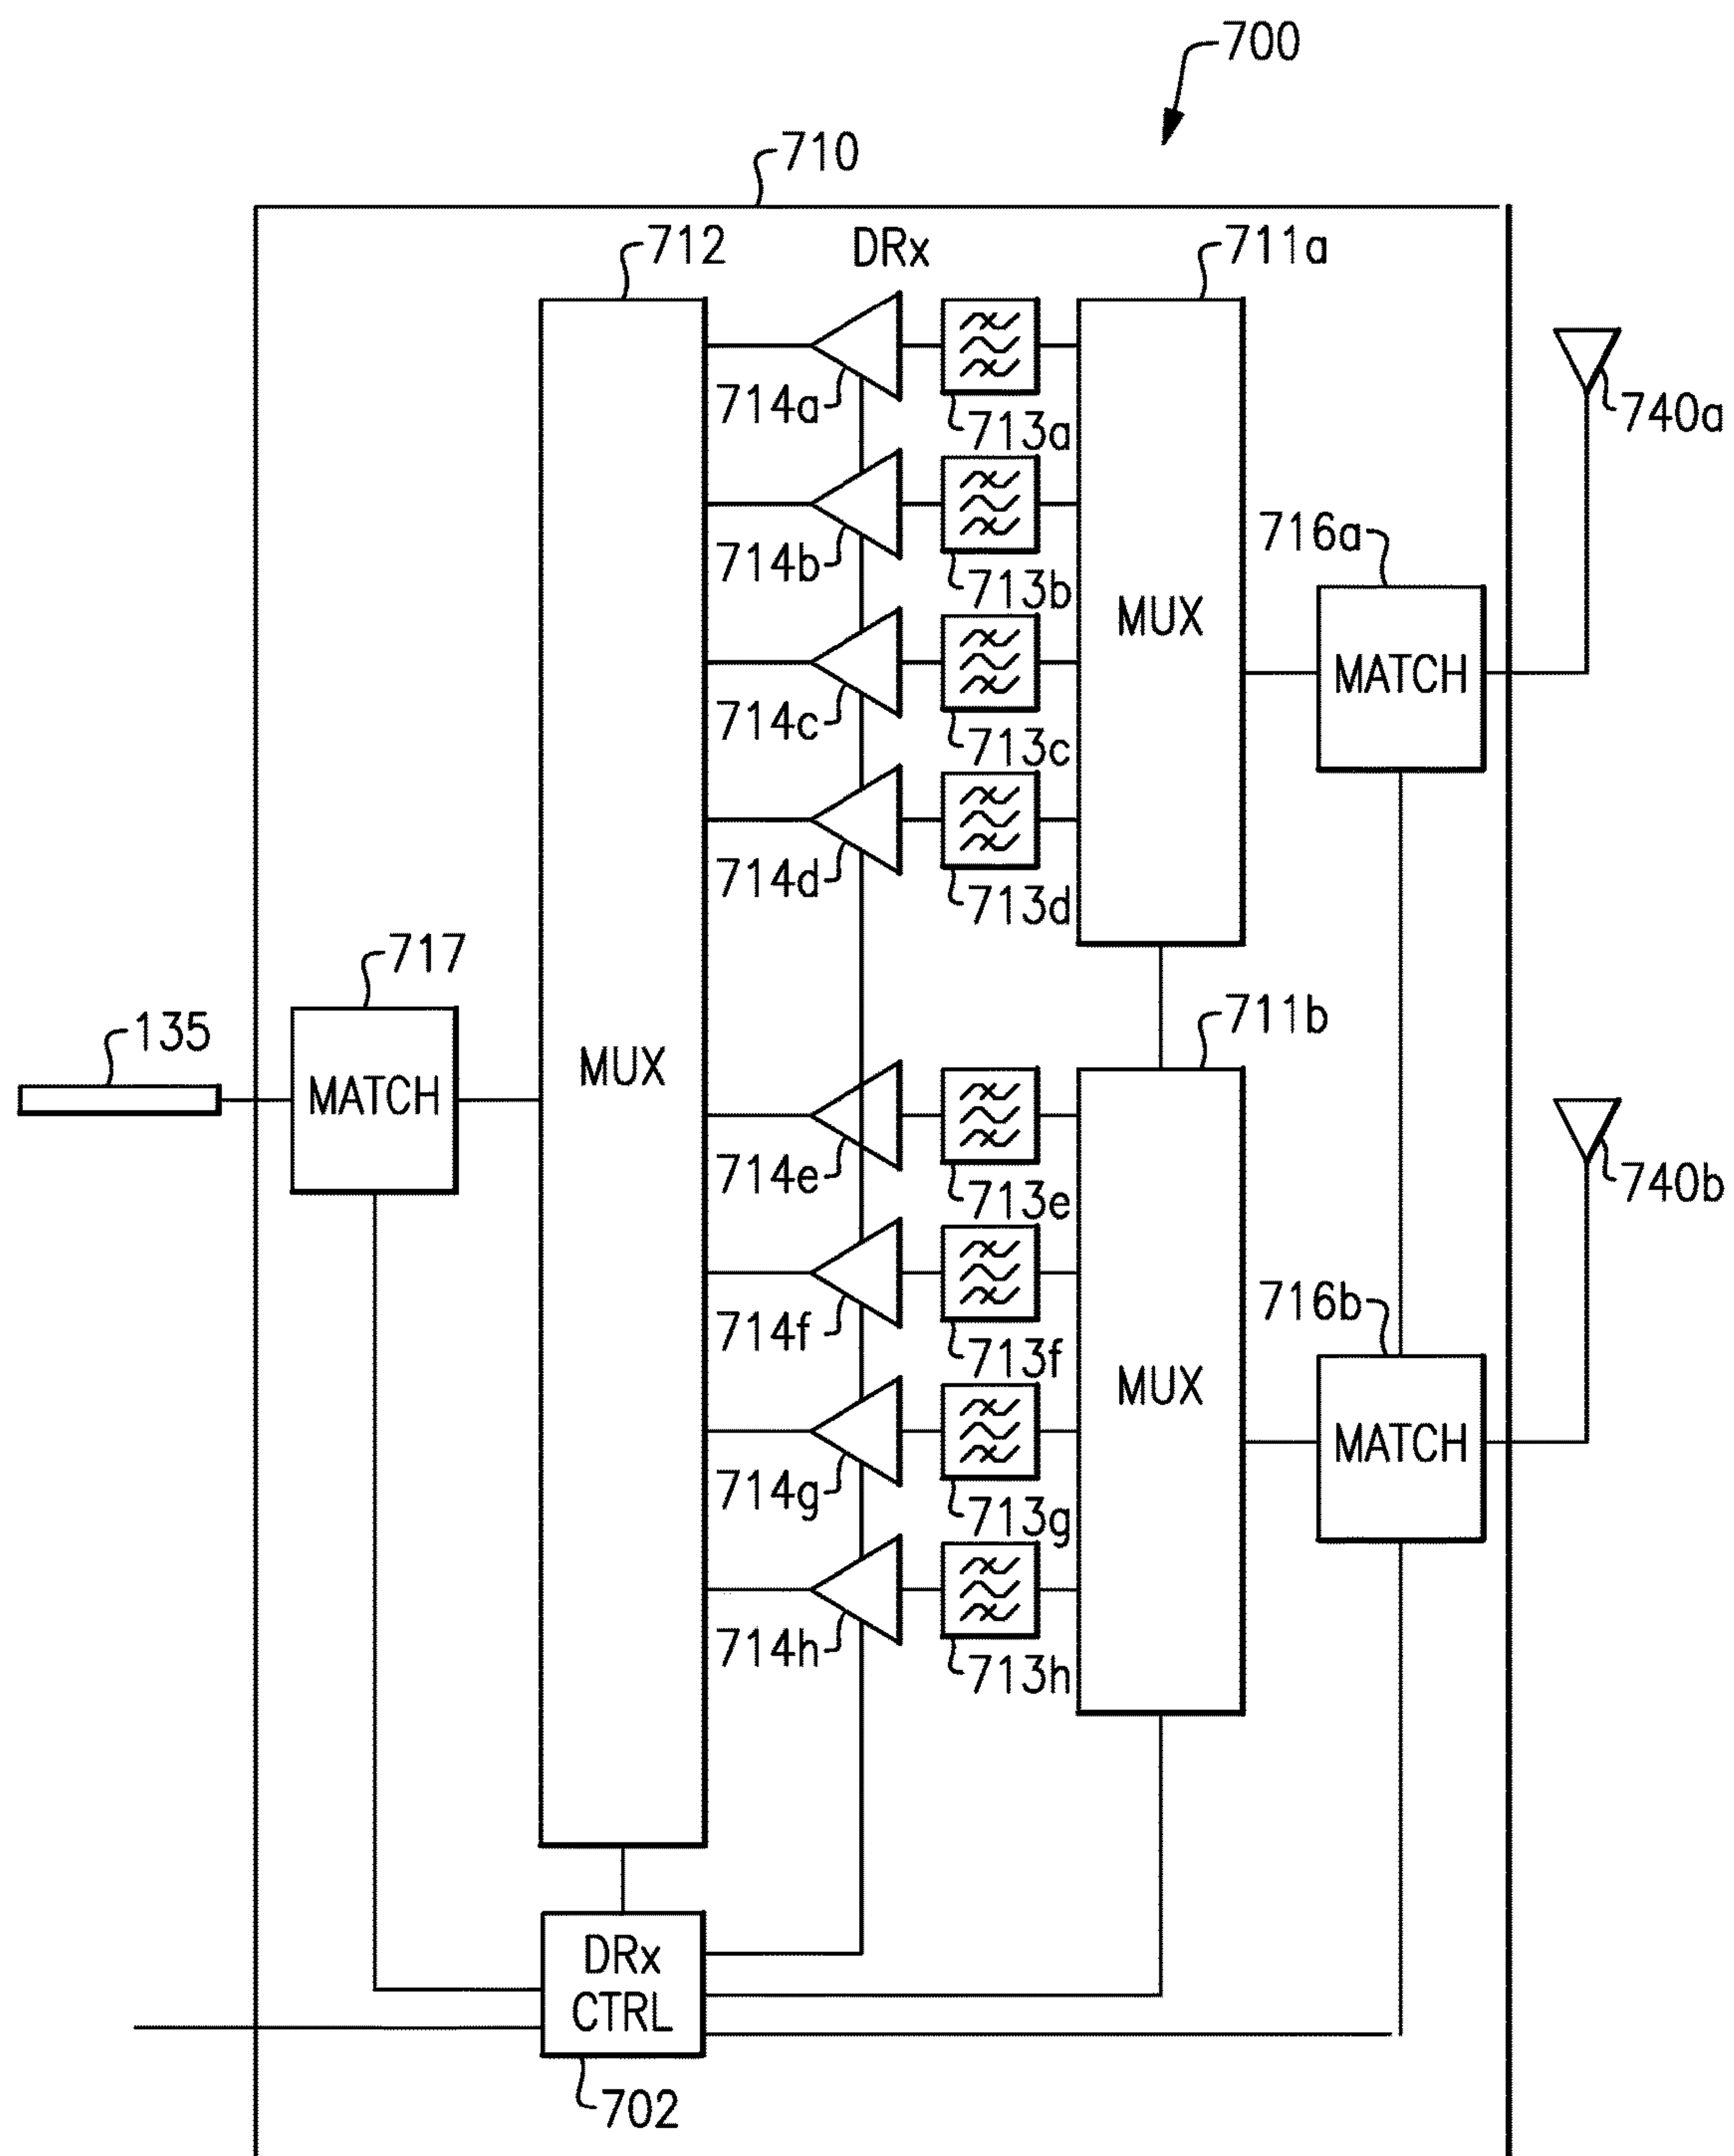 700
710
712
DRx
711a
714a
713a
740a
714b
713b
716a
MUX
MATCH
714c
713c
714d
713d
717
711b
135
MUX
MATCH
714e
713e
740b
714f
713f
716b
MUX
MATCH
714g
713g
714h
713h
DRx
CTRL
702